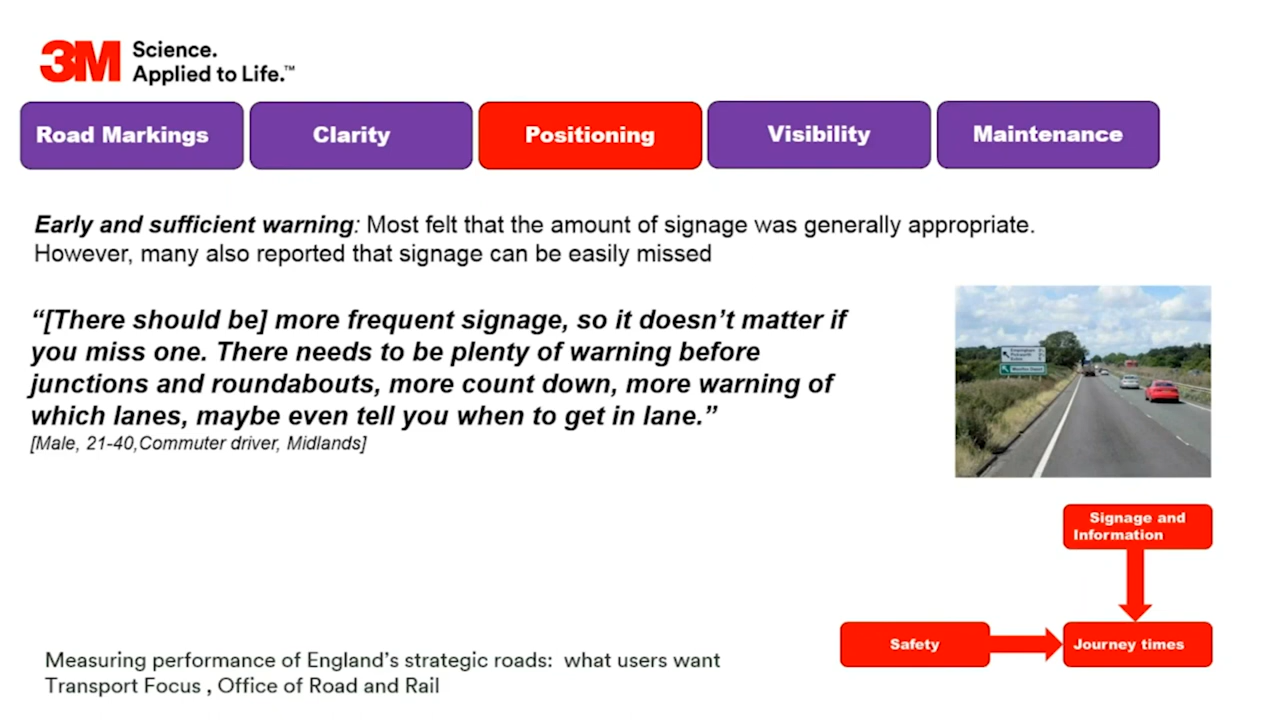 3M Science.
Applied to Life.™
Road Markings
Clarity
Positioning
Visibility
Maintenance
Early and sufficient warning: Most felt that the amount of signage was generally appropriate.
However, many also reported that signage can be easily missed
“[There should be] more frequent signage, so it doesn’t matter if
you miss one. There needs to be plenty of warning before
junctions and roundabouts, more count down, more warning of
which lanes, maybe even tell you when to get in lane.”
[Male, 21-40,Commuter driver, Midlands]
Signage and
Information
Safety
Journey times
Measuring performance of England’s strategic roads:  what users want
Transport Focus , Office of Road and Rail